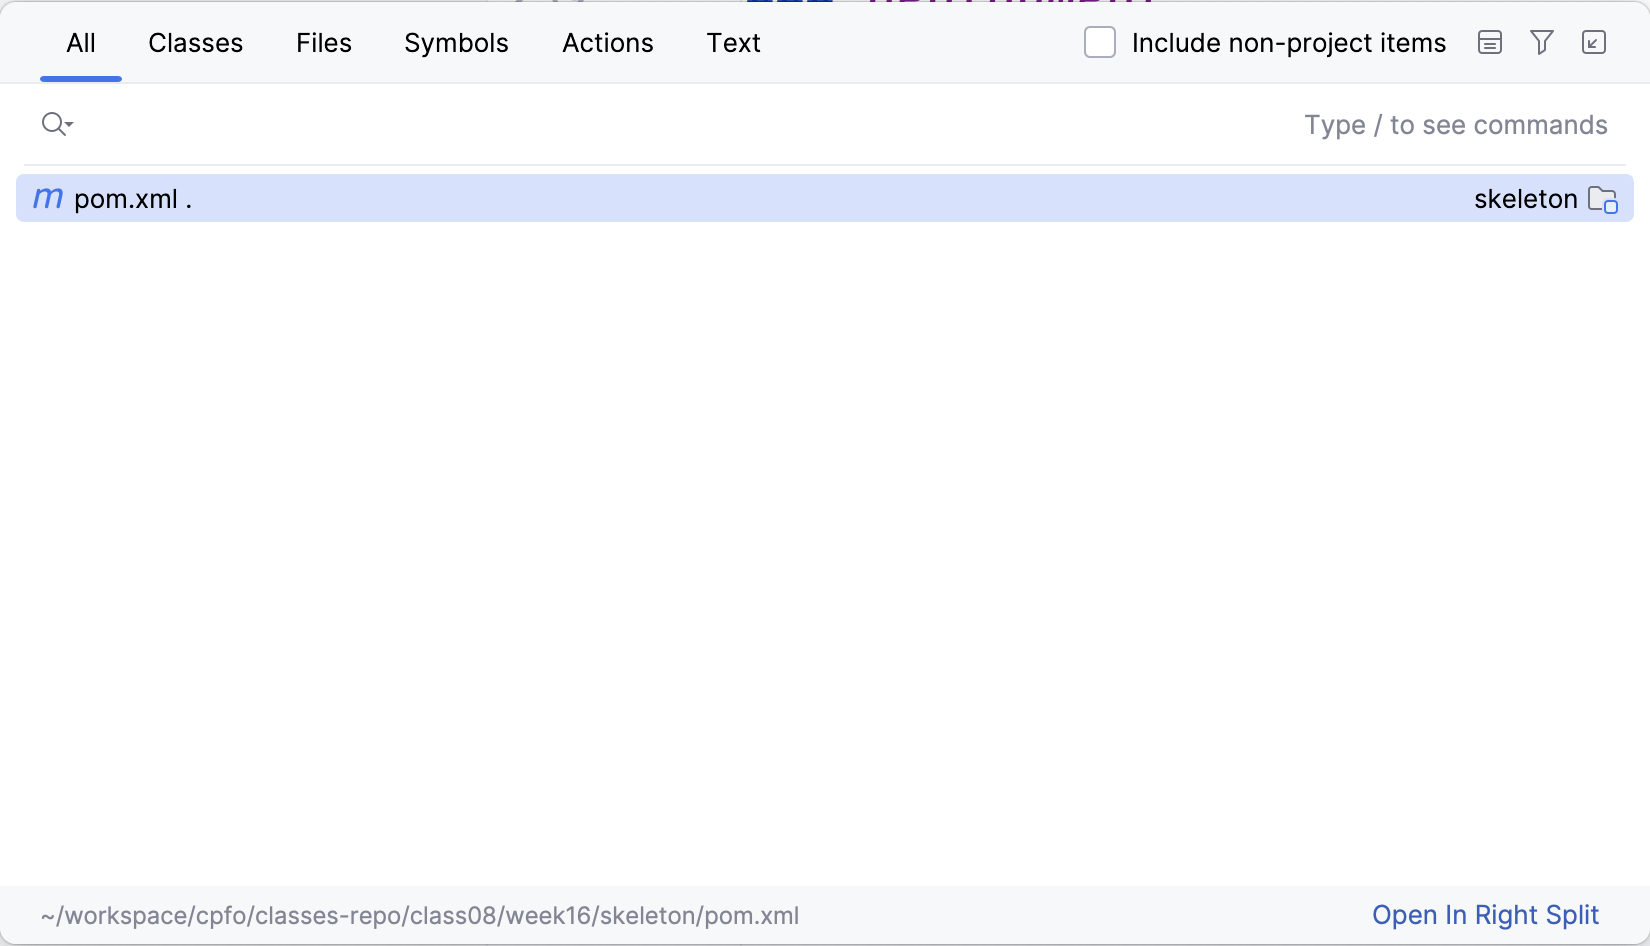 All Classes Files Symbols Actions Text Include non-project items
Type / to see commands
m pom.xml . skeleton
~/workspace/cpfo/classes-repo/class08/week16/skeleton/pom.xml Open In Right Split